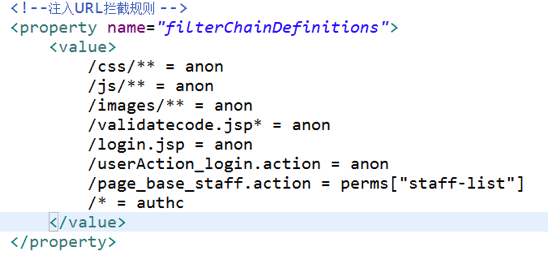 <!--注入URL拦截规则 -->
<property name="filterChainDefinitions">
<value>
/css/** = anon
/js/** = anon
/images/** = anon
/validatecode.jsp* = anon
/login.jsp = anon
/userAction_login.action = anon
/page_base_staff.action = perms["staff-list"]
/* = authc
</value>
</property>